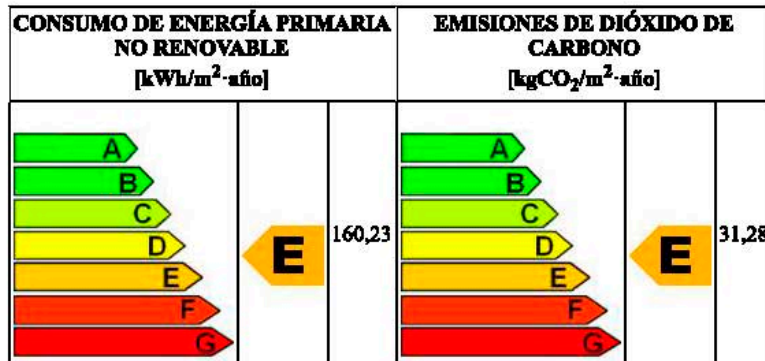 CONSUMO DE ENERGÍA PRIMARIA
NO RENOVABLE
[kWh/m²·año]
EMISIONES DE DIÓXIDO DE
CARBONO
[kgCO₂/m²·año]
A
B
C
D
E
F
G
E
160,23
A
B
C
D
E
F
G
E
31,28